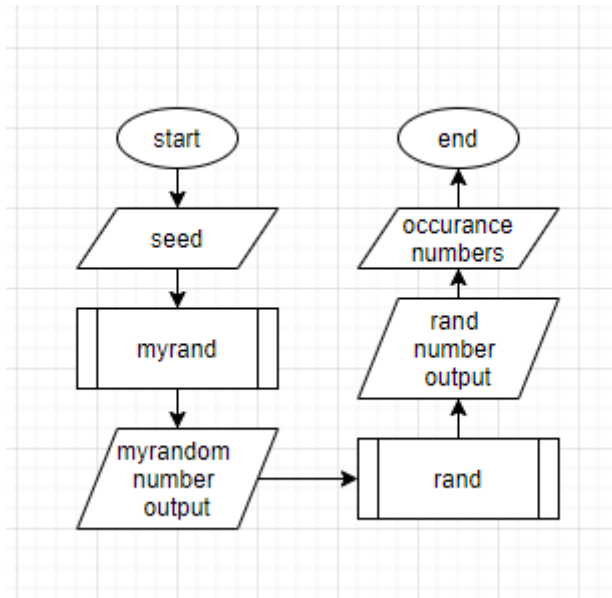 start
seed
myrand
myrandom
number
output
rand
rand
number
output
occurance
numbers
end